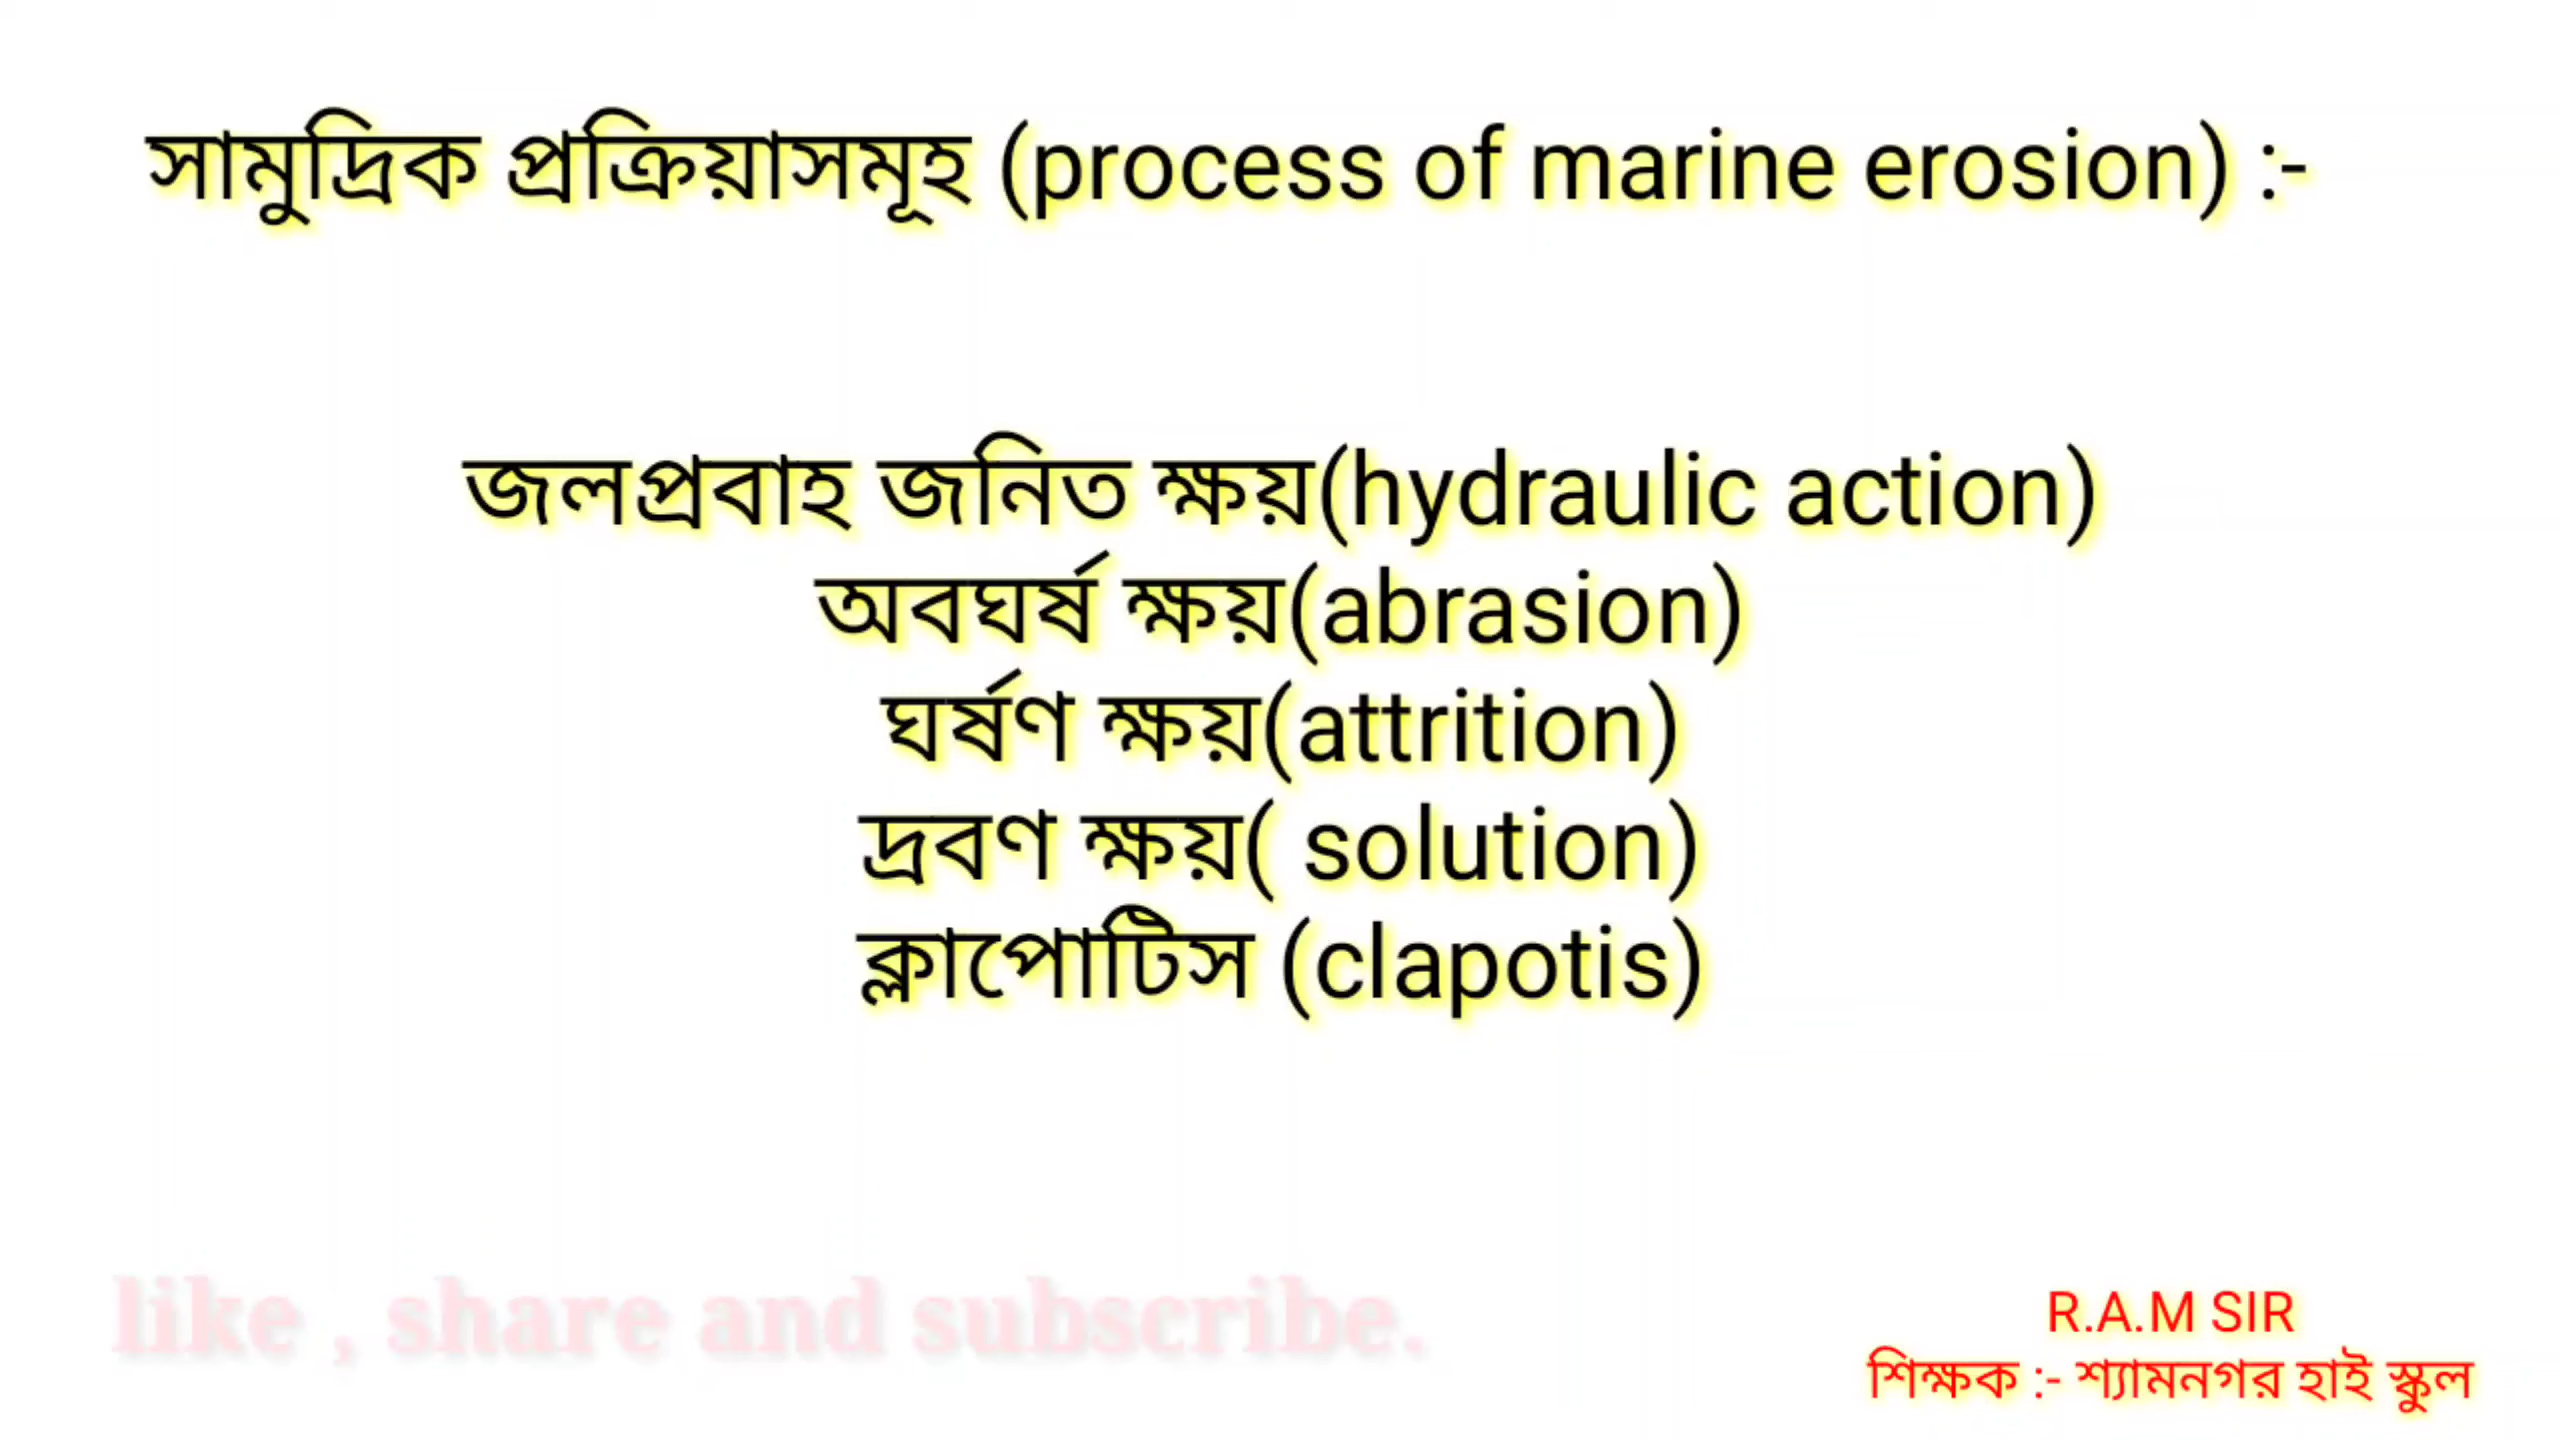 সামুদ্রিক প্রক্রিয়াসমূহ (process of marine erosion) :-
জলপ্রবাহ জনিত ক্ষয়(hydraulic action)
অবঘর্ষ ক্ষয়(abrasion)
ঘর্ষণ ক্ষয়(attrition)
দ্রবণ ক্ষয়( solution)
ক্লাপোটিস (clapotis)
like , share and subscribe.
R.A.M SIR
শিক্ষক :- শ্যামনগর হাই স্কুল